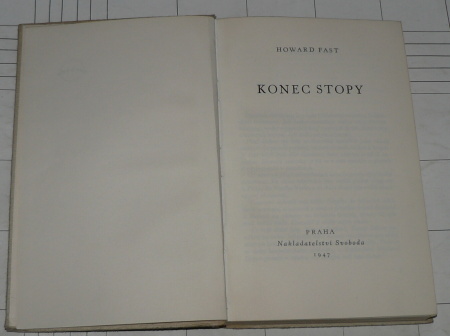 HOWARD FAST
KONEC STOPY
PRAHA
Nakladatelství Svoboda
1947